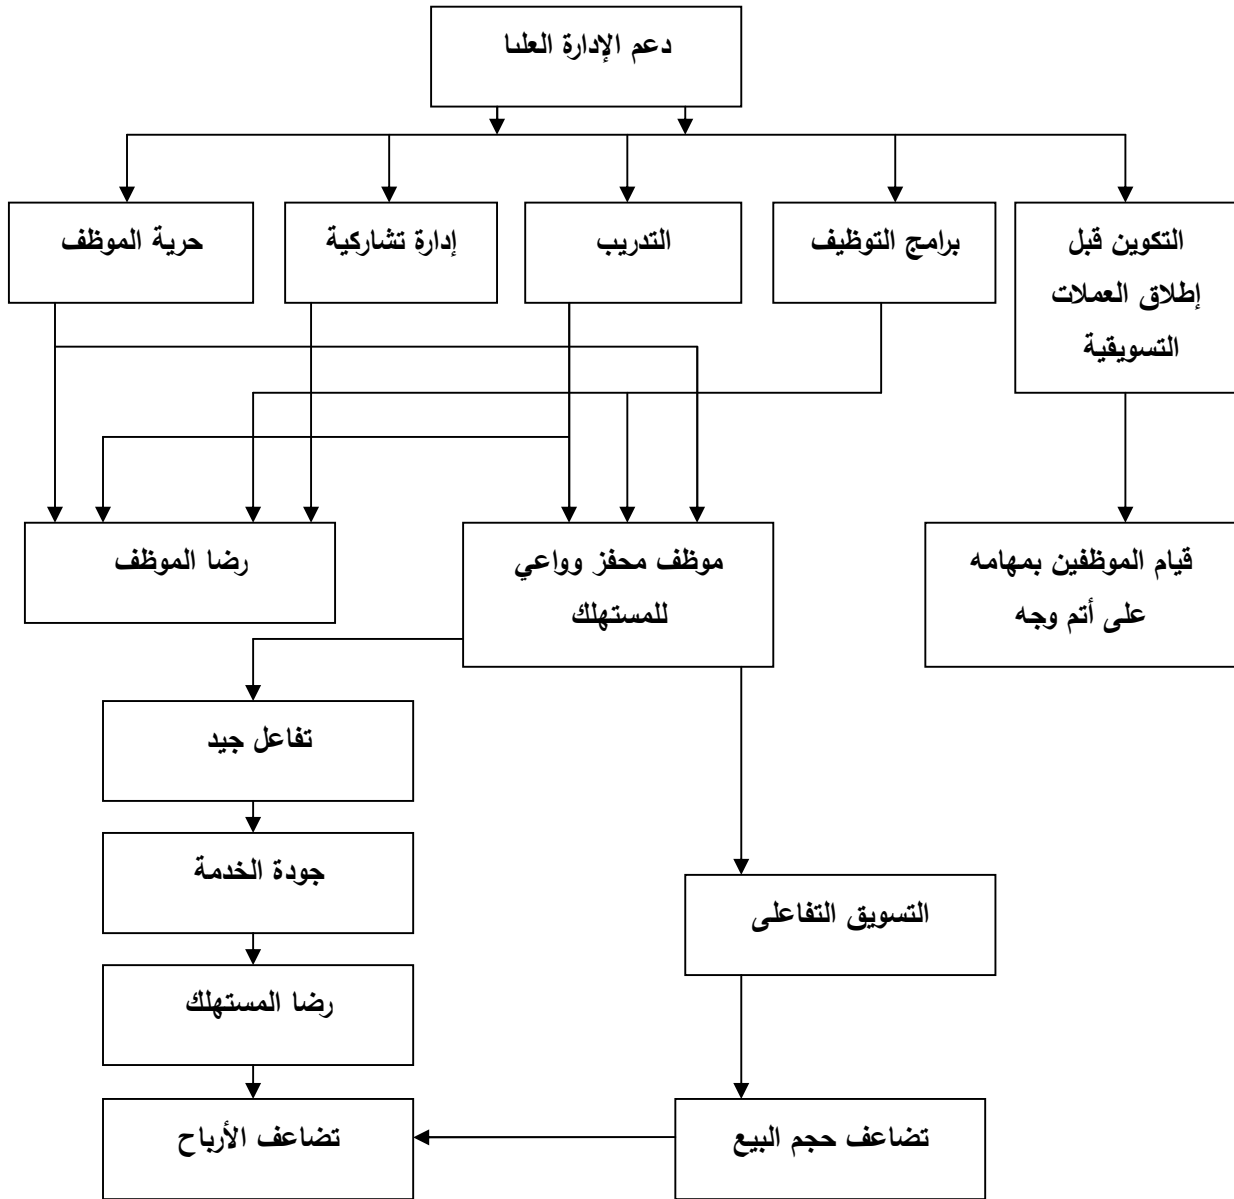 دعم الإدارة العليا
التكوين قبل
إطلاق العملات
التسويقية
برامج التوظيف
التدريب
إدارة تشاركية
حرية الموظف
قيام الموظفين بمهامه
على أتم وجه
موظف محفز وواعي
للمستهلك
رضا الموظف
تفاعل جيد
جودة الخدمة
التسويق التفاعلى
رضا المستهلك
تضاعف حجم البيع
تضاعف الأرباح